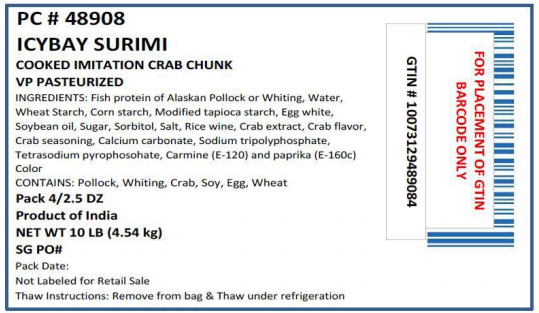 PC # 48908
ICYBAY SURIMI
COOKED IMITATION CRAB CHUNK
VP PASTEURIZED
INGREDIENTS: Fish protein of Alaskan Pollock or Whiting, Water,
Wheat Starch, Corn starch, Modified tapioca starch, Egg white,
Soybean oil, Sugar, Sorbitol, Salt, Rice wine, Crab extract, Crab flavor,
Crab seasoning, Calcium carbonate, Sodium tripolyphosphate,
Tetrasodium pyrophosohate, Carmine (E-120) and paprika (E-160c)
Color
CONTAINS: Pollock, Whiting, Crab, Soy, Egg, Wheat
Pack 4/2.5 DZ
Product of India
NET WT 10 LB (4.54 kg)
SG PO#
Pack Date:
Not Labeled for Retail Sale
Thaw Instructions: Remove from bag & Thaw under refrigeration
GTIN # 10073129489084
FOR PLACEMENT OF GTIN
BARCODE ONLY